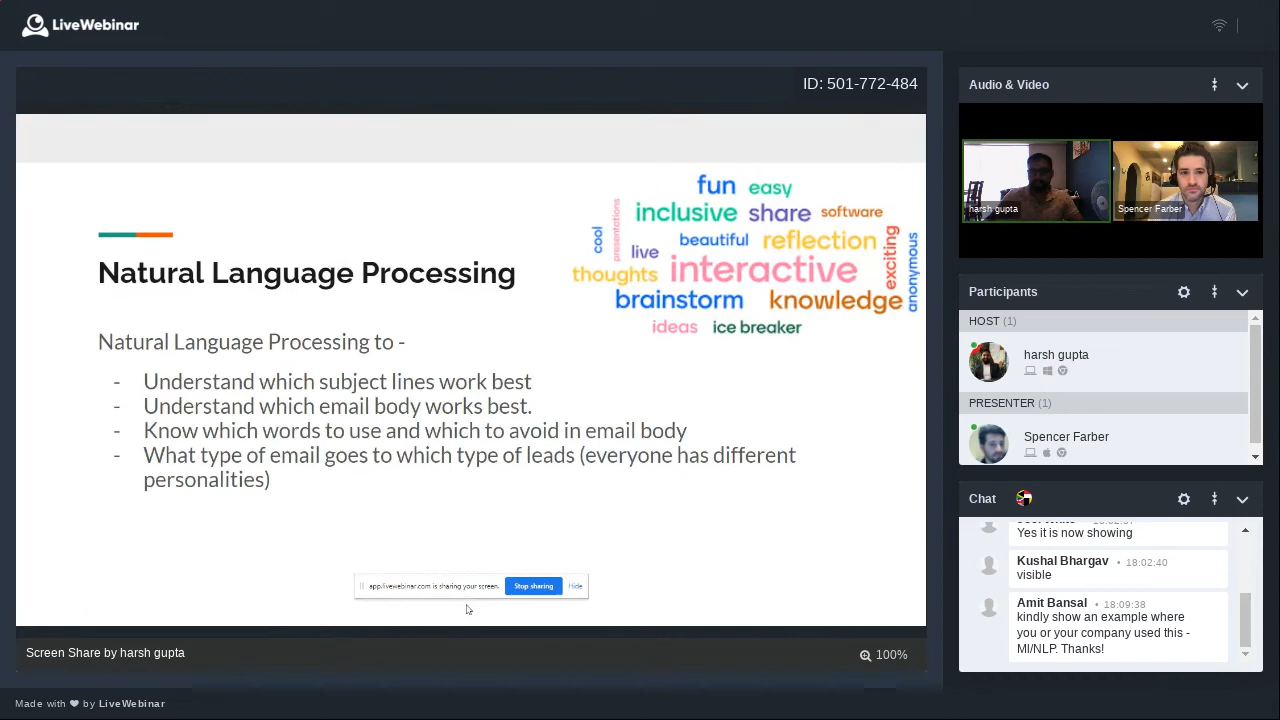 LiveWebinar
ID: 501-772-484
fun easy
inclusive share software
cool presentations live beautiful reflection exciting anonymous
thoughts interactive
brainstorm knowledge
ideas ice breaker
Natural Language Processing
Natural Language Processing to -
- Understand which subject lines work best
- Understand which email body works best.
- Know which words to use and which to avoid in email body
- What type of email goes to which type of leads (everyone has different
personalities)
app.livewebinar.com is sharing your screen. Stop sharing Hide
Screen Share by harsh gupta
100%
Audio & Video
harsh gupta
Spencer Farber
Participants
HOST (1)
harsh gupta
PRESENTER (1)
Spencer Farber
Chat
Yes it is now showing
Kushal Bhargav • 18:02:40
visible
Amit Bansal • 18:09:38
kindly show an example where
you or your company used this -
MI/NLP. Thanks!
Made with ❤ by LiveWebinar